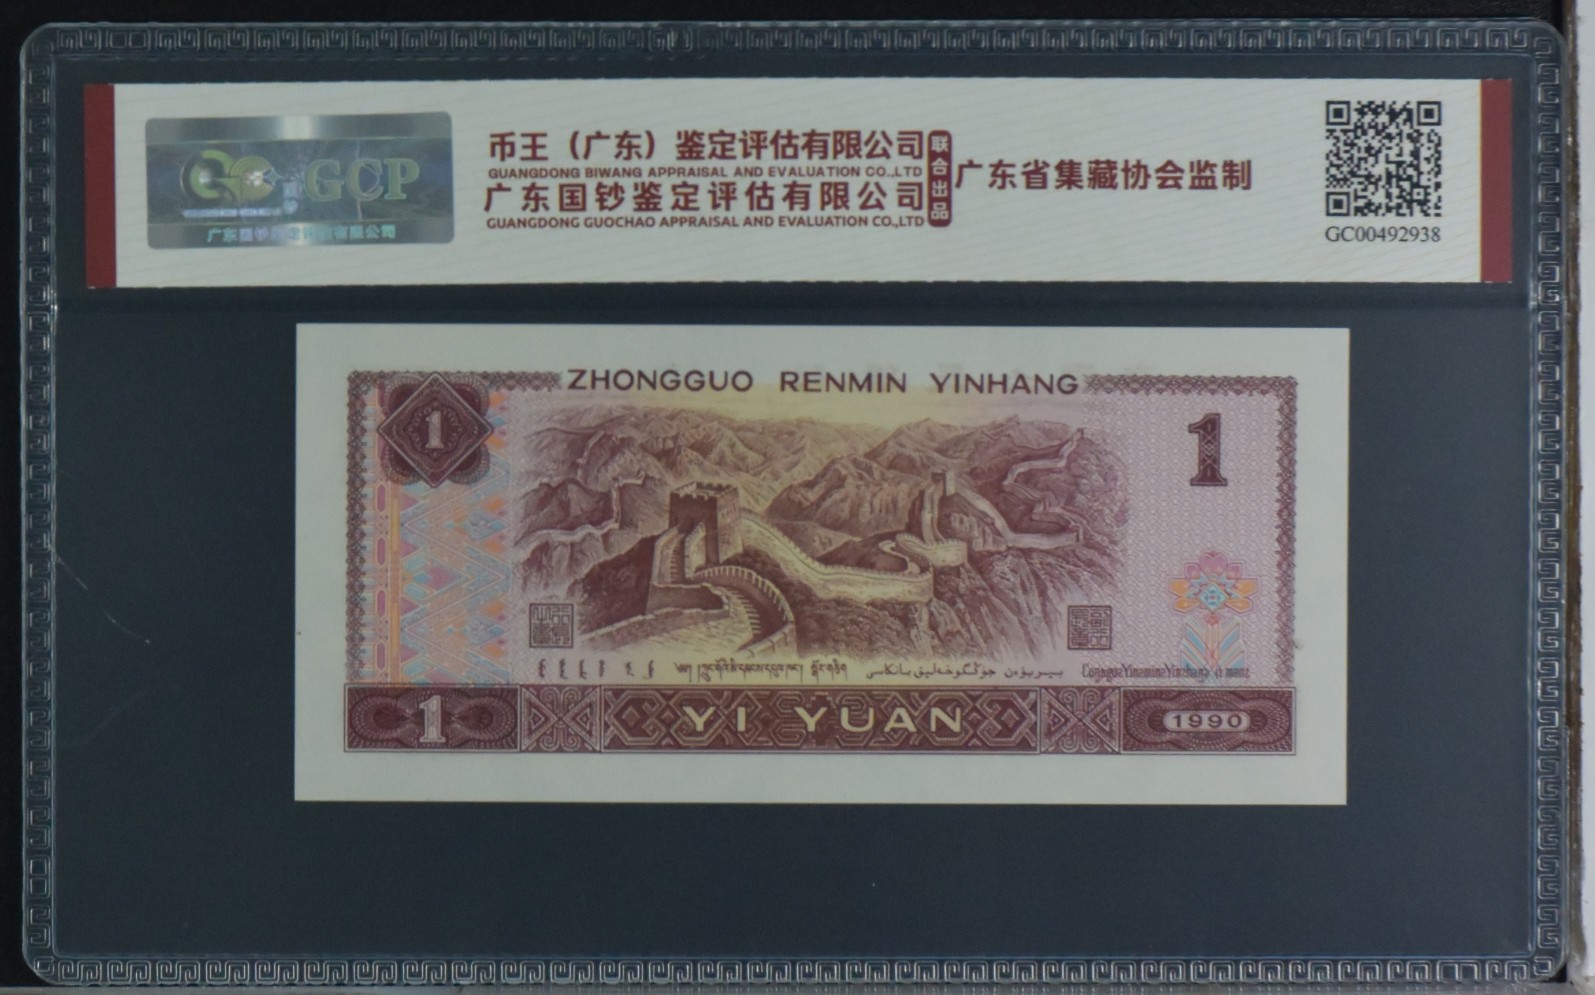 GCP
币王（广东）鉴定评估有限公司
GUANGDONG BIWANG APPRAISAL AND EVALUATION CO.,LTD
广东国钞鉴定评估有限公司
GUANGDONG GUOCHAO APPRAISAL AND EVALUATION CO.,LTD
联合出品
广东省集藏协会监制
GC00492938
ZHONGGUO RENMIN YINHANG
1
1
1
YI YUAN
1990